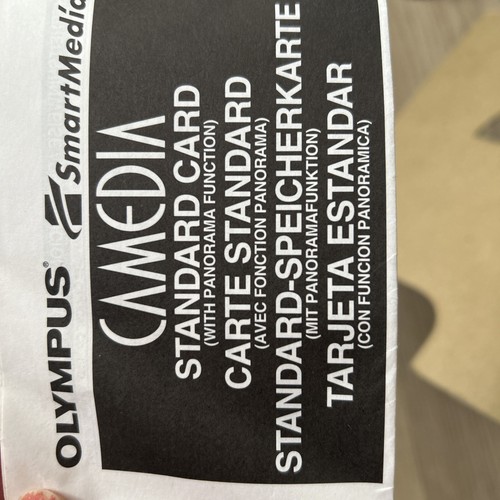 OLYMPUS® SmartMedia
CAMEDIA
STANDARD CARD
(WITH PANORAMA FUNCTION)
CARTE STANDARD
(AVEC FONCTION PANORAMA)
STANDARD-SPEICHERKARTE
(MIT PANORAMAFUNKTION)
TARJETA ESTANDAR
(CON FUNCION PANORAMICA)